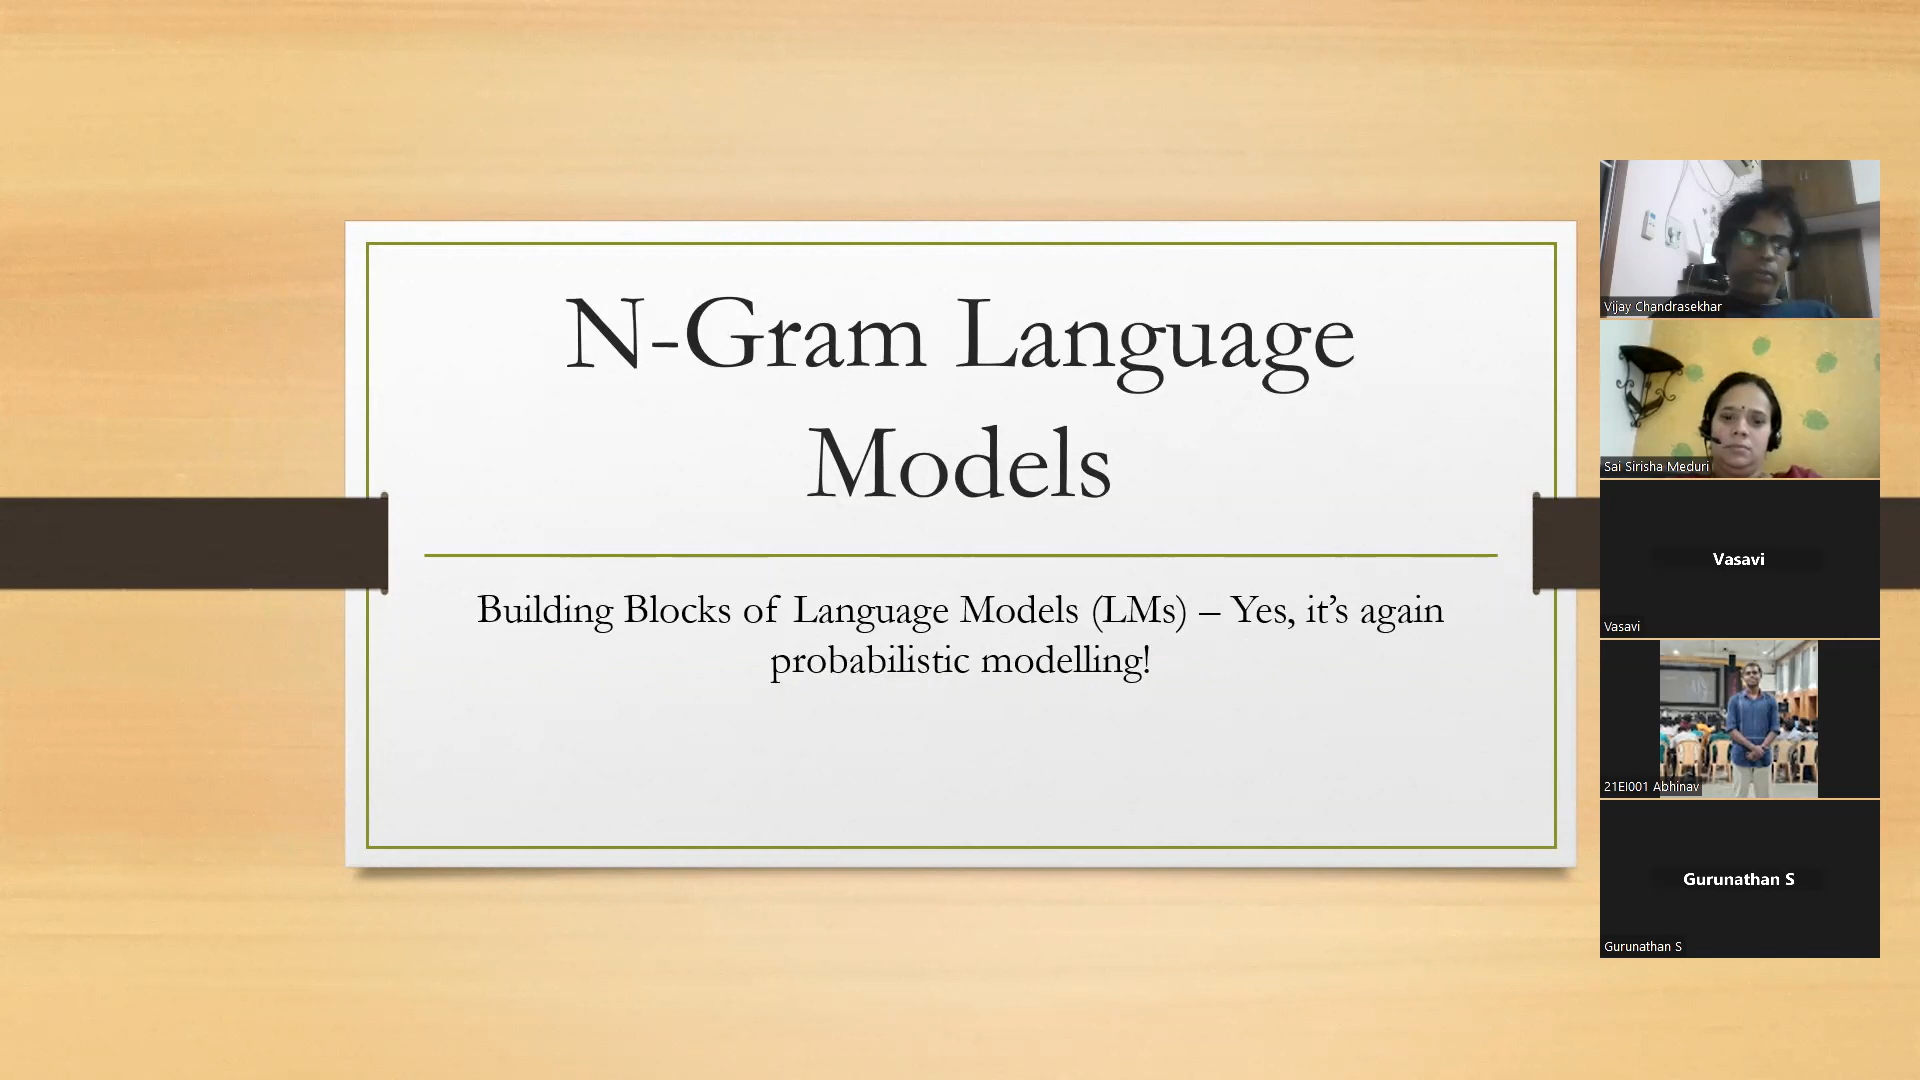 N-Gram Language
Models
Building Blocks of Language Models (LMs) – Yes, it’s again
probabilistic modelling!
Vijay Chandrasekhar
Sai Sirisha Meduri
Vasavi
Vasavi
21EI001 Abhinav
Gurunathan S
Gurunathan S